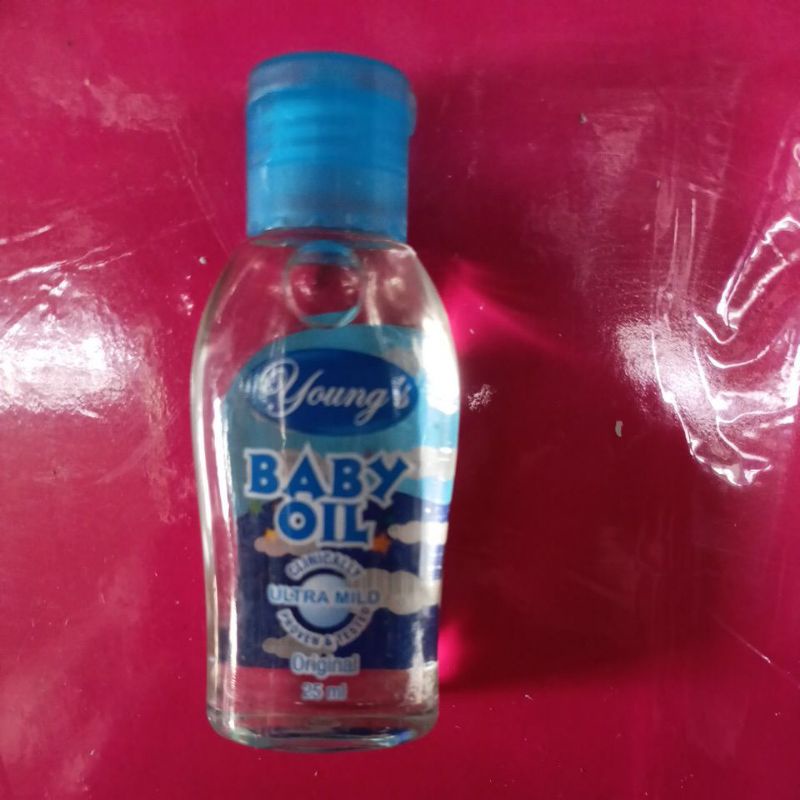 Young's
BABY
OIL
CLINICALLY
ULTRA MILD
PROVEN & TESTED
Original
25 ml